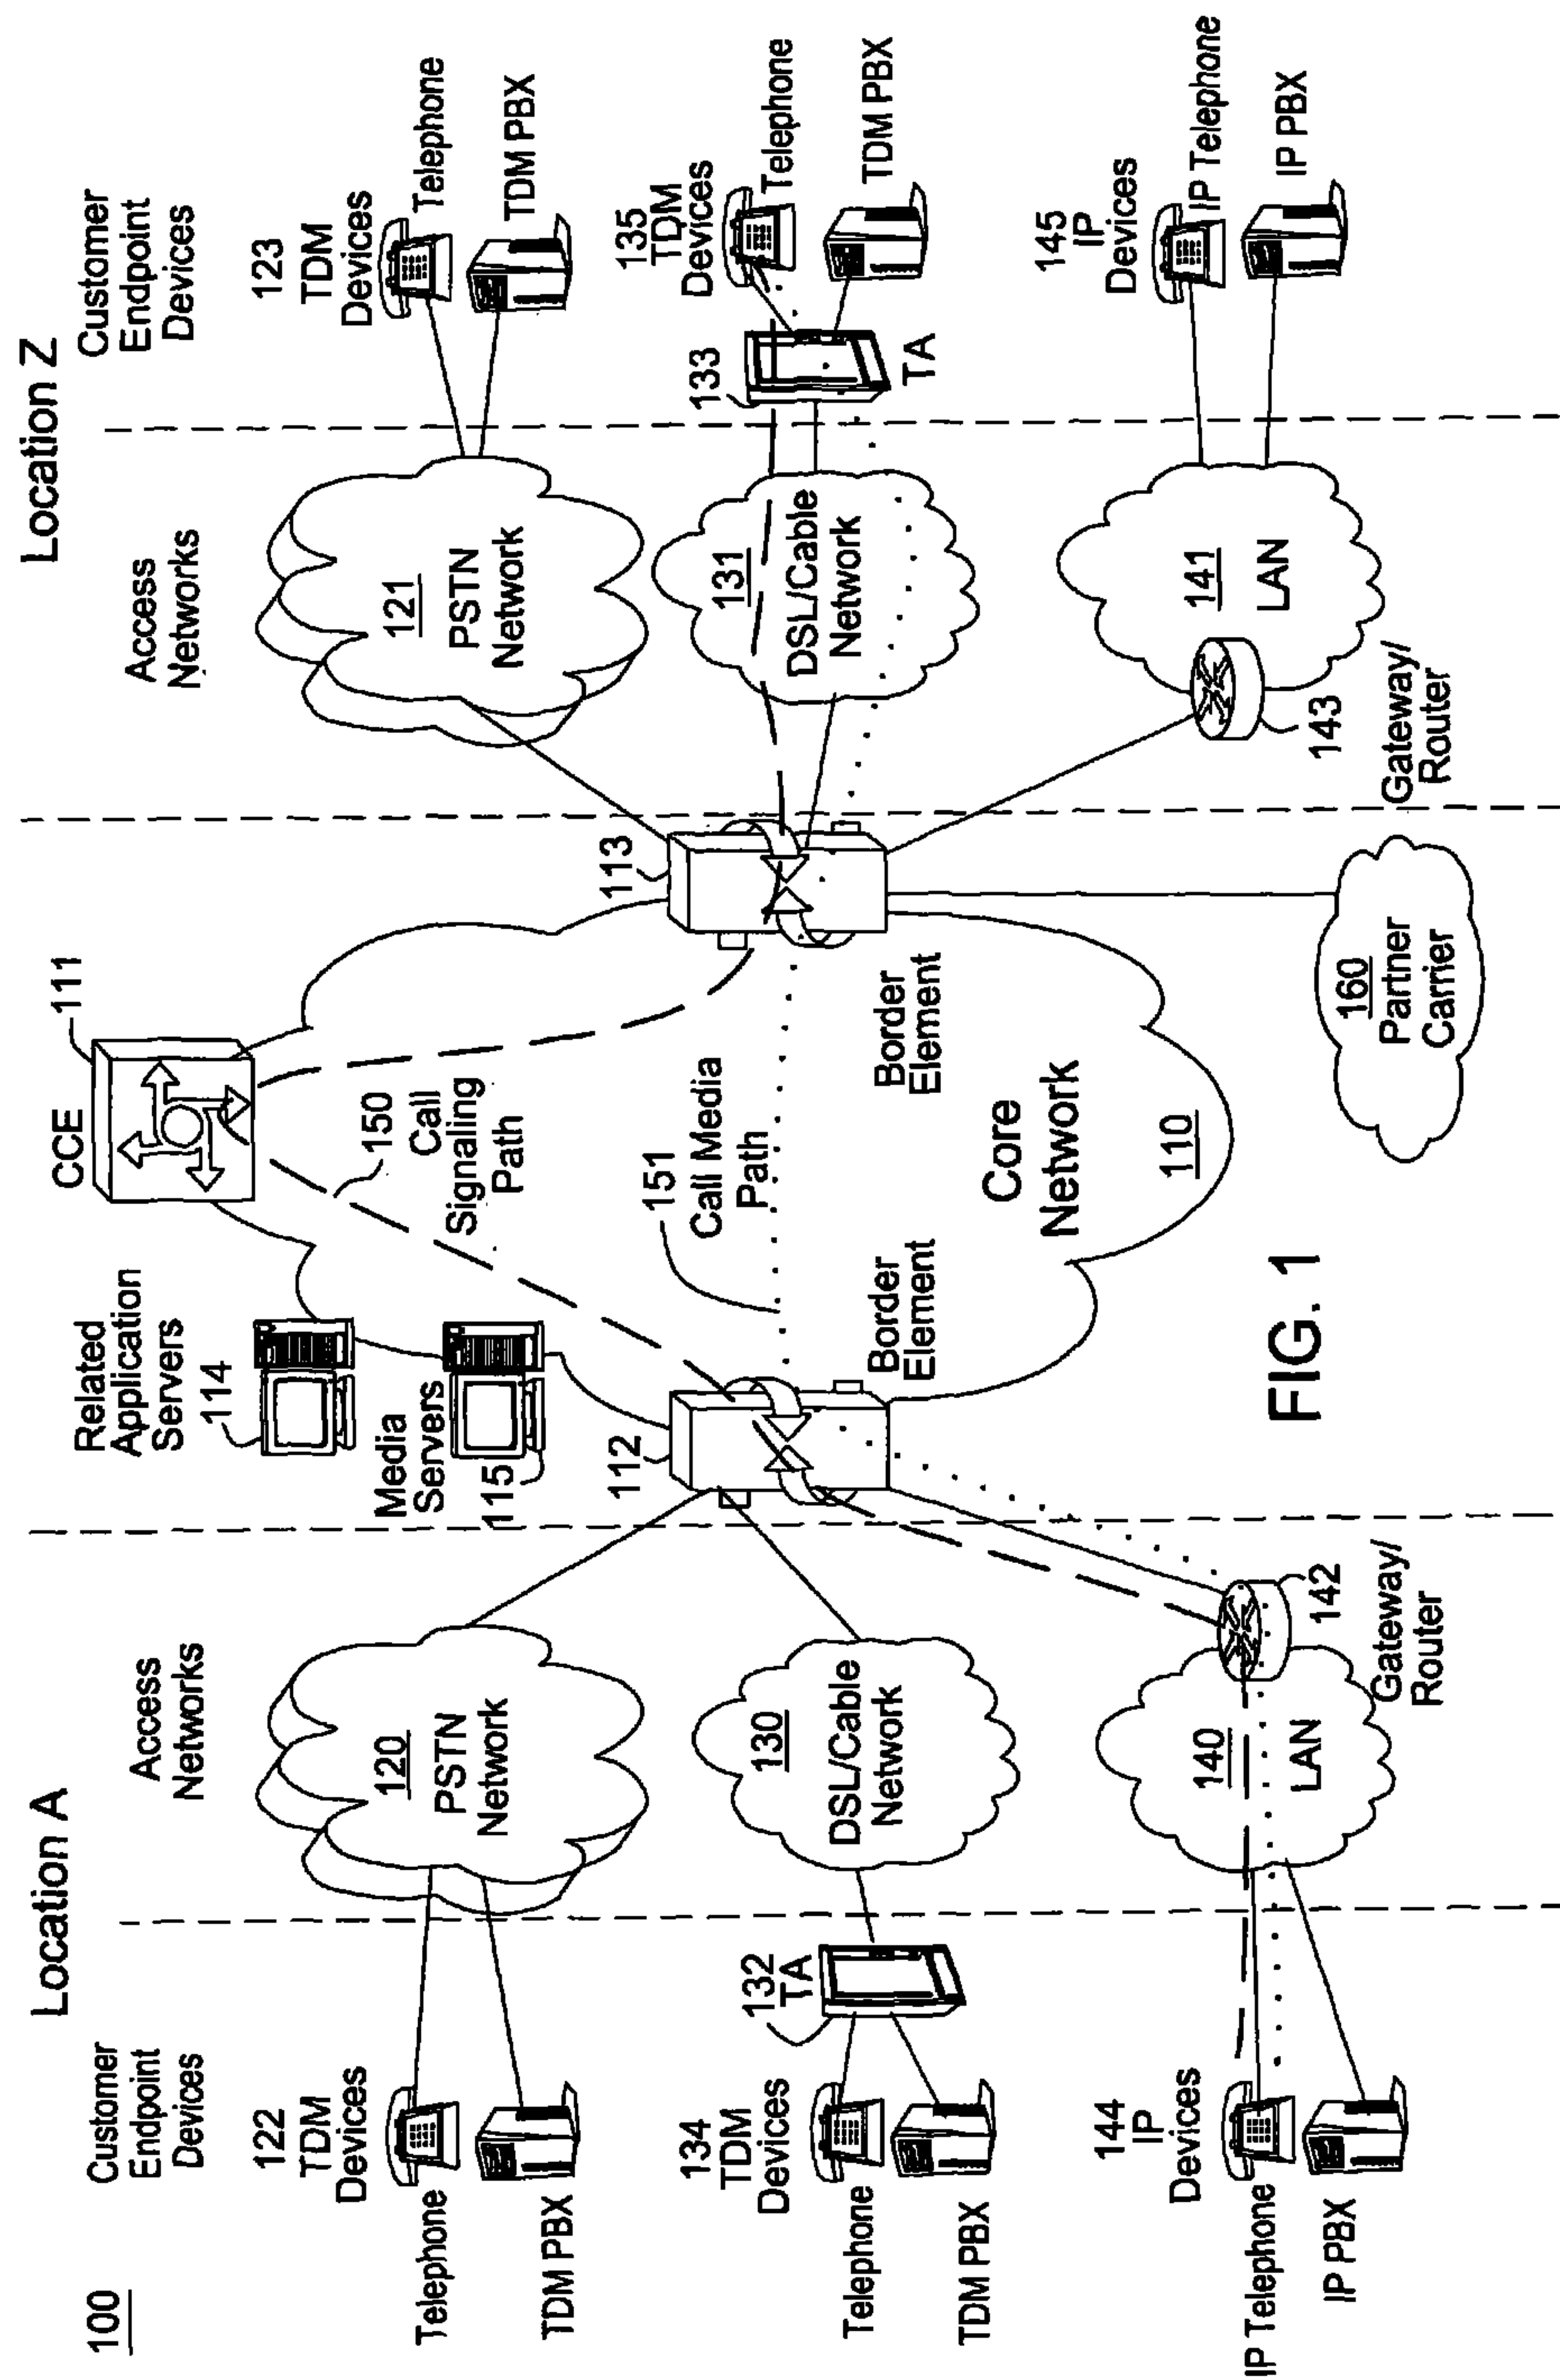 100
Location A
Location Z
Customer
Endpoint
Devices
Access
Networks
Related
Application
Servers
114
CCE
111
Access
Networks
Customer
Endpoint
Devices
122
TDM
Devices
Telephone
TDM PBX
120
PSTN
Network
Media
Servers
115
150
Call
Signaling
Path
121
PSTN
Network
123
TDM
Devices
Telephone
TDM PBX
134
TDM
Devices
Telephone
TDM PBX
132
TA
130
DSL/Cable
Network
112
Border
Element
151
Call Media
Path
113
Border
Element
131
DSL/Cable
Network
133
TA
135
TDM
Devices
Telephone
TDM PBX
Core
Network
110
144
IP
Devices
IP Telephone
IP PBX
140
LAN
142
Gateway/
Router
160
Partner
Carrier
141
LAN
143
Gateway/
Router
145
IP
Devices
IP Telephone
IP PBX
FIG. 1